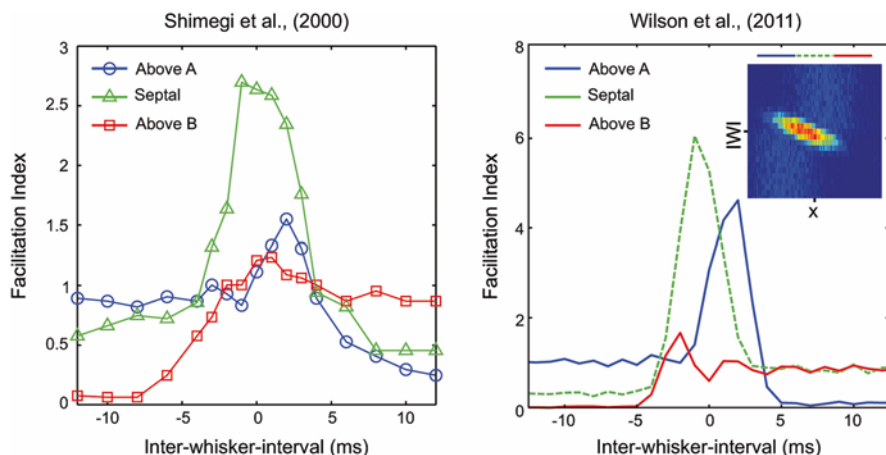 Shimegi et al., (2000)
Facilitation Index
3
2.5
2
1.5
1
0.5
0
Above A
Septal
Above B
-10 -5 0 5 10
Inter-whisker-interval (ms)
Wilson et al., (2011)
Facilitation Index
8
6
4
2
0
Above A
Septal
Above B
IWI
x
-10 -5 0 5 10
Inter-whisker-interval (ms)